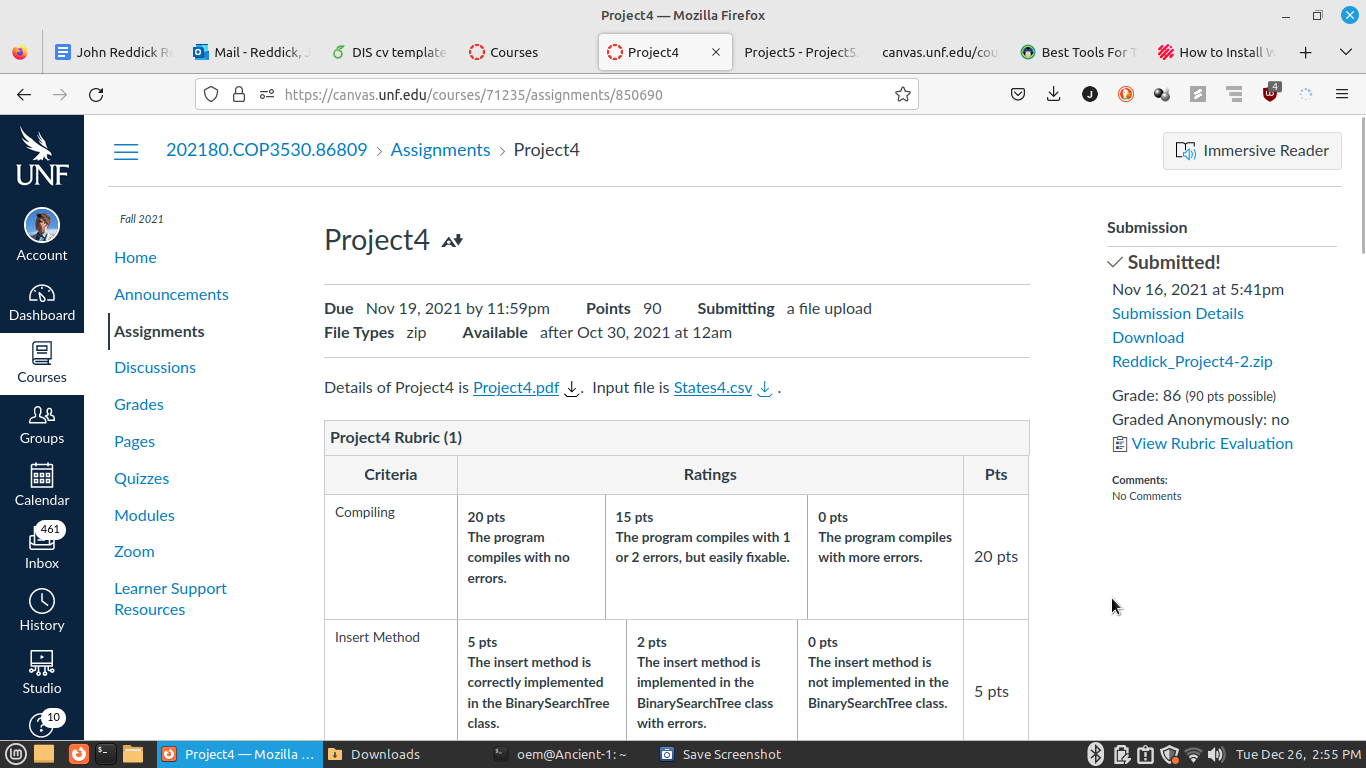 Project4 — Mozilla Firefox
John Reddick R
Mail - Reddick, J
DIS cv template
Courses
Project4
Project5 - Project5.
canvas.unf.edu/cou
Best Tools For T
How to Install W
https://canvas.unf.edu/courses/71235/assignments/850690
4
UNF
202180.COP3530.86809 › Assignments › Project4
Immersive Reader
Account
Dashboard
Courses
Groups
Calendar
461
Inbox
History
Studio
10
Fall 2021
Home
Announcements
Assignments
Discussions
Grades
Pages
Quizzes
Modules
Zoom
Learner Support
Resources
Project4
Due Nov 19, 2021 by 11:59pm Points 90 Submitting a file upload
File Types zip Available after Oct 30, 2021 at 12am
Details of Project4 is Project4.pdf . Input file is States4.csv .
Project4 Rubric (1)
Criteria Ratings Pts
Compiling
20 pts
The program
compiles with no
errors.
15 pts
The program compiles with 1
or 2 errors, but easily fixable.
0 pts
The program compiles
with more errors.
20 pts
Insert Method
5 pts
The insert method is
correctly implemented
in the BinarySearchTree
class.
2 pts
The insert method is
implemented in the
BinarySearchTree class
with errors.
0 pts
The insert method is
not implemented in the
BinarySearchTree class.
5 pts
Submission
Submitted!
Nov 16, 2021 at 5:41pm
Submission Details
Download
Reddick_Project4-2.zip
Grade: 86 (90 pts possible)
Graded Anonymously: no
View Rubric Evaluation
Comments:
No Comments
Project4 — Mozilla ...
Downloads
oem@Ancient-1: ~
Save Screenshot
Tue Dec 26, 2:55 PM